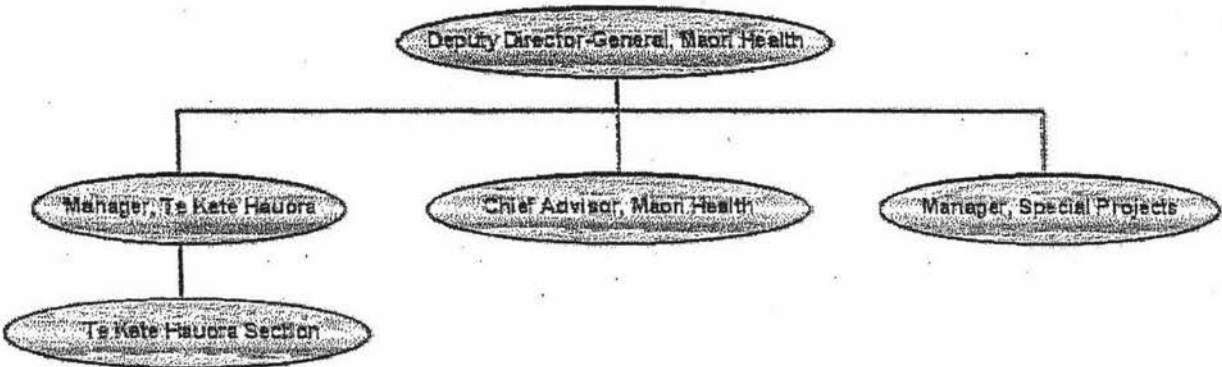 Deputy Director-General, Maori Health
Manager, Te Kete Hauora
Chief Advisor, Maori Health
Manager, Special Projects
Te Kete Hauora Section